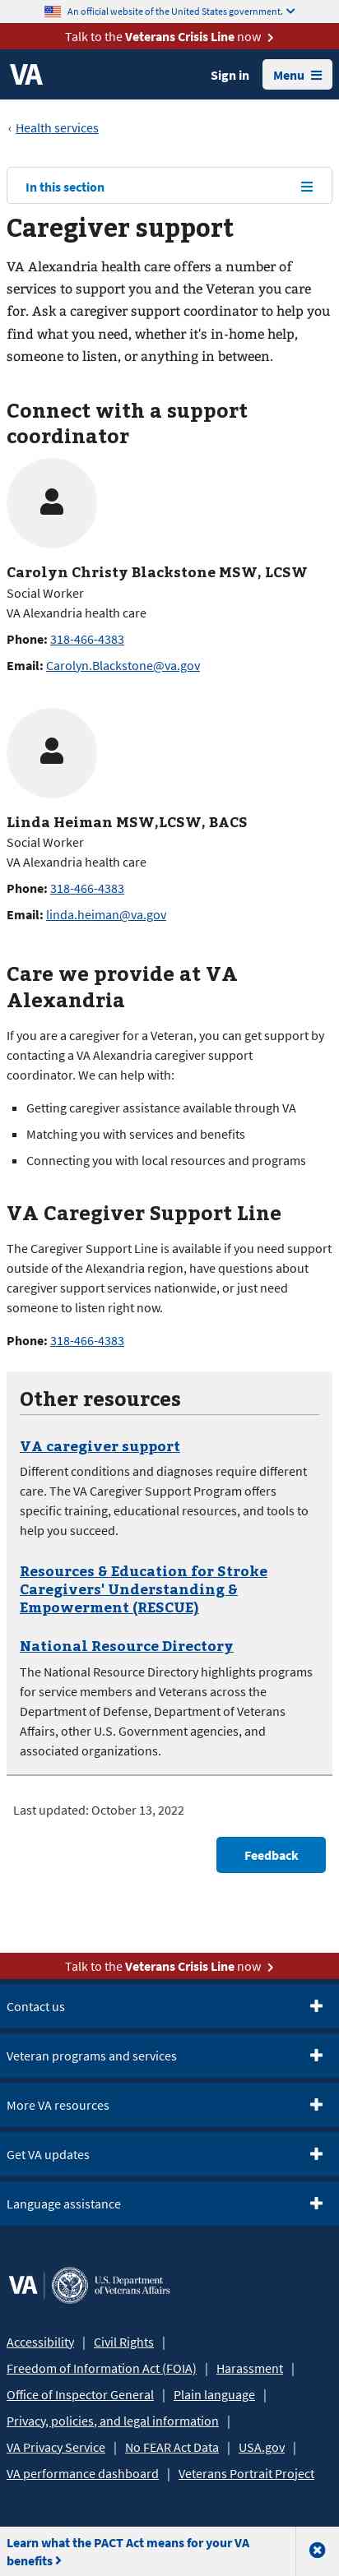 An official website of the United States government.
Talk to the Veterans Crisis Line now
VA
Sign in
Menu
‹ Health services
In this section
Caregiver support
VA Alexandria health care offers a number of
services to support you and the Veteran you care
for. Ask a caregiver support coordinator to help you
find what you need, whether it's in-home help,
someone to listen, or anything in between.
Connect with a support
coordinator
Carolyn Christy Blackstone MSW, LCSW
Social Worker
VA Alexandria health care
Phone: 318-466-4383
Email: Carolyn.Blackstone@va.gov
Linda Heiman MSW,LCSW, BACS
Social Worker
VA Alexandria health care
Phone: 318-466-4383
Email: linda.heiman@va.gov
Care we provide at VA
Alexandria
If you are a caregiver for a Veteran, you can get support by
contacting a VA Alexandria caregiver support
coordinator. We can help with:
▪ Getting caregiver assistance available through VA
▪ Matching you with services and benefits
▪ Connecting you with local resources and programs
VA Caregiver Support Line
The Caregiver Support Line is available if you need support
outside of the Alexandria region, have questions about
caregiver support services nationwide, or just need
someone to listen right now.
Phone: 318-466-4383
Other resources
VA caregiver support
Different conditions and diagnoses require different
care. The VA Caregiver Support Program offers
specific training, educational resources, and tools to
help you succeed.
Resources & Education for Stroke
Caregivers' Understanding &
Empowerment (RESCUE)
National Resource Directory
The National Resource Directory highlights programs
for service members and Veterans across the
Department of Defense, Department of Veterans
Affairs, other U.S. Government agencies, and
associated organizations.
Last updated: October 13, 2022
Feedback
Talk to the Veterans Crisis Line now
Contact us
Veteran programs and services
More VA resources
Get VA updates
Language assistance
VA | U.S. Department
of Veterans Affairs
Accessibility | Civil Rights |
Freedom of Information Act (FOIA) | Harassment |
Office of Inspector General | Plain language |
Privacy, policies, and legal information |
VA Privacy Service | No FEAR Act Data | USA.gov |
VA performance dashboard | Veterans Portrait Project
Learn what the PACT Act means for your VA
benefits